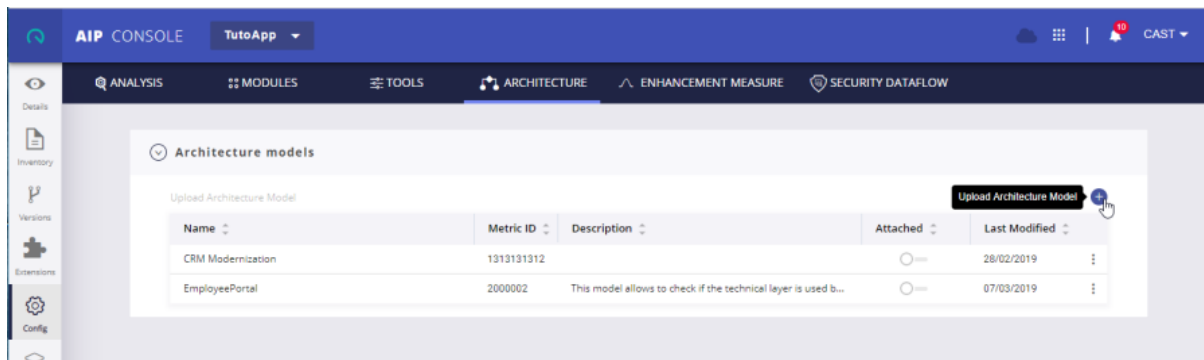 AIP CONSOLE TutoApp 10 CAST
ANALYSIS MODULES TOOLS ARCHITECTURE ENHANCEMENT MEASURE SECURITY DATAFLOW
Details
Inventory
Versions
Extensions
Config
Architecture models
Upload Architecture Model Upload Architecture Model
Name Metric ID Description Attached Last Modified
CRM Modernization 1313131312 28/02/2019
EmployeePortal 2000002 This model allows to check if the technical layer is used b... 07/03/2019